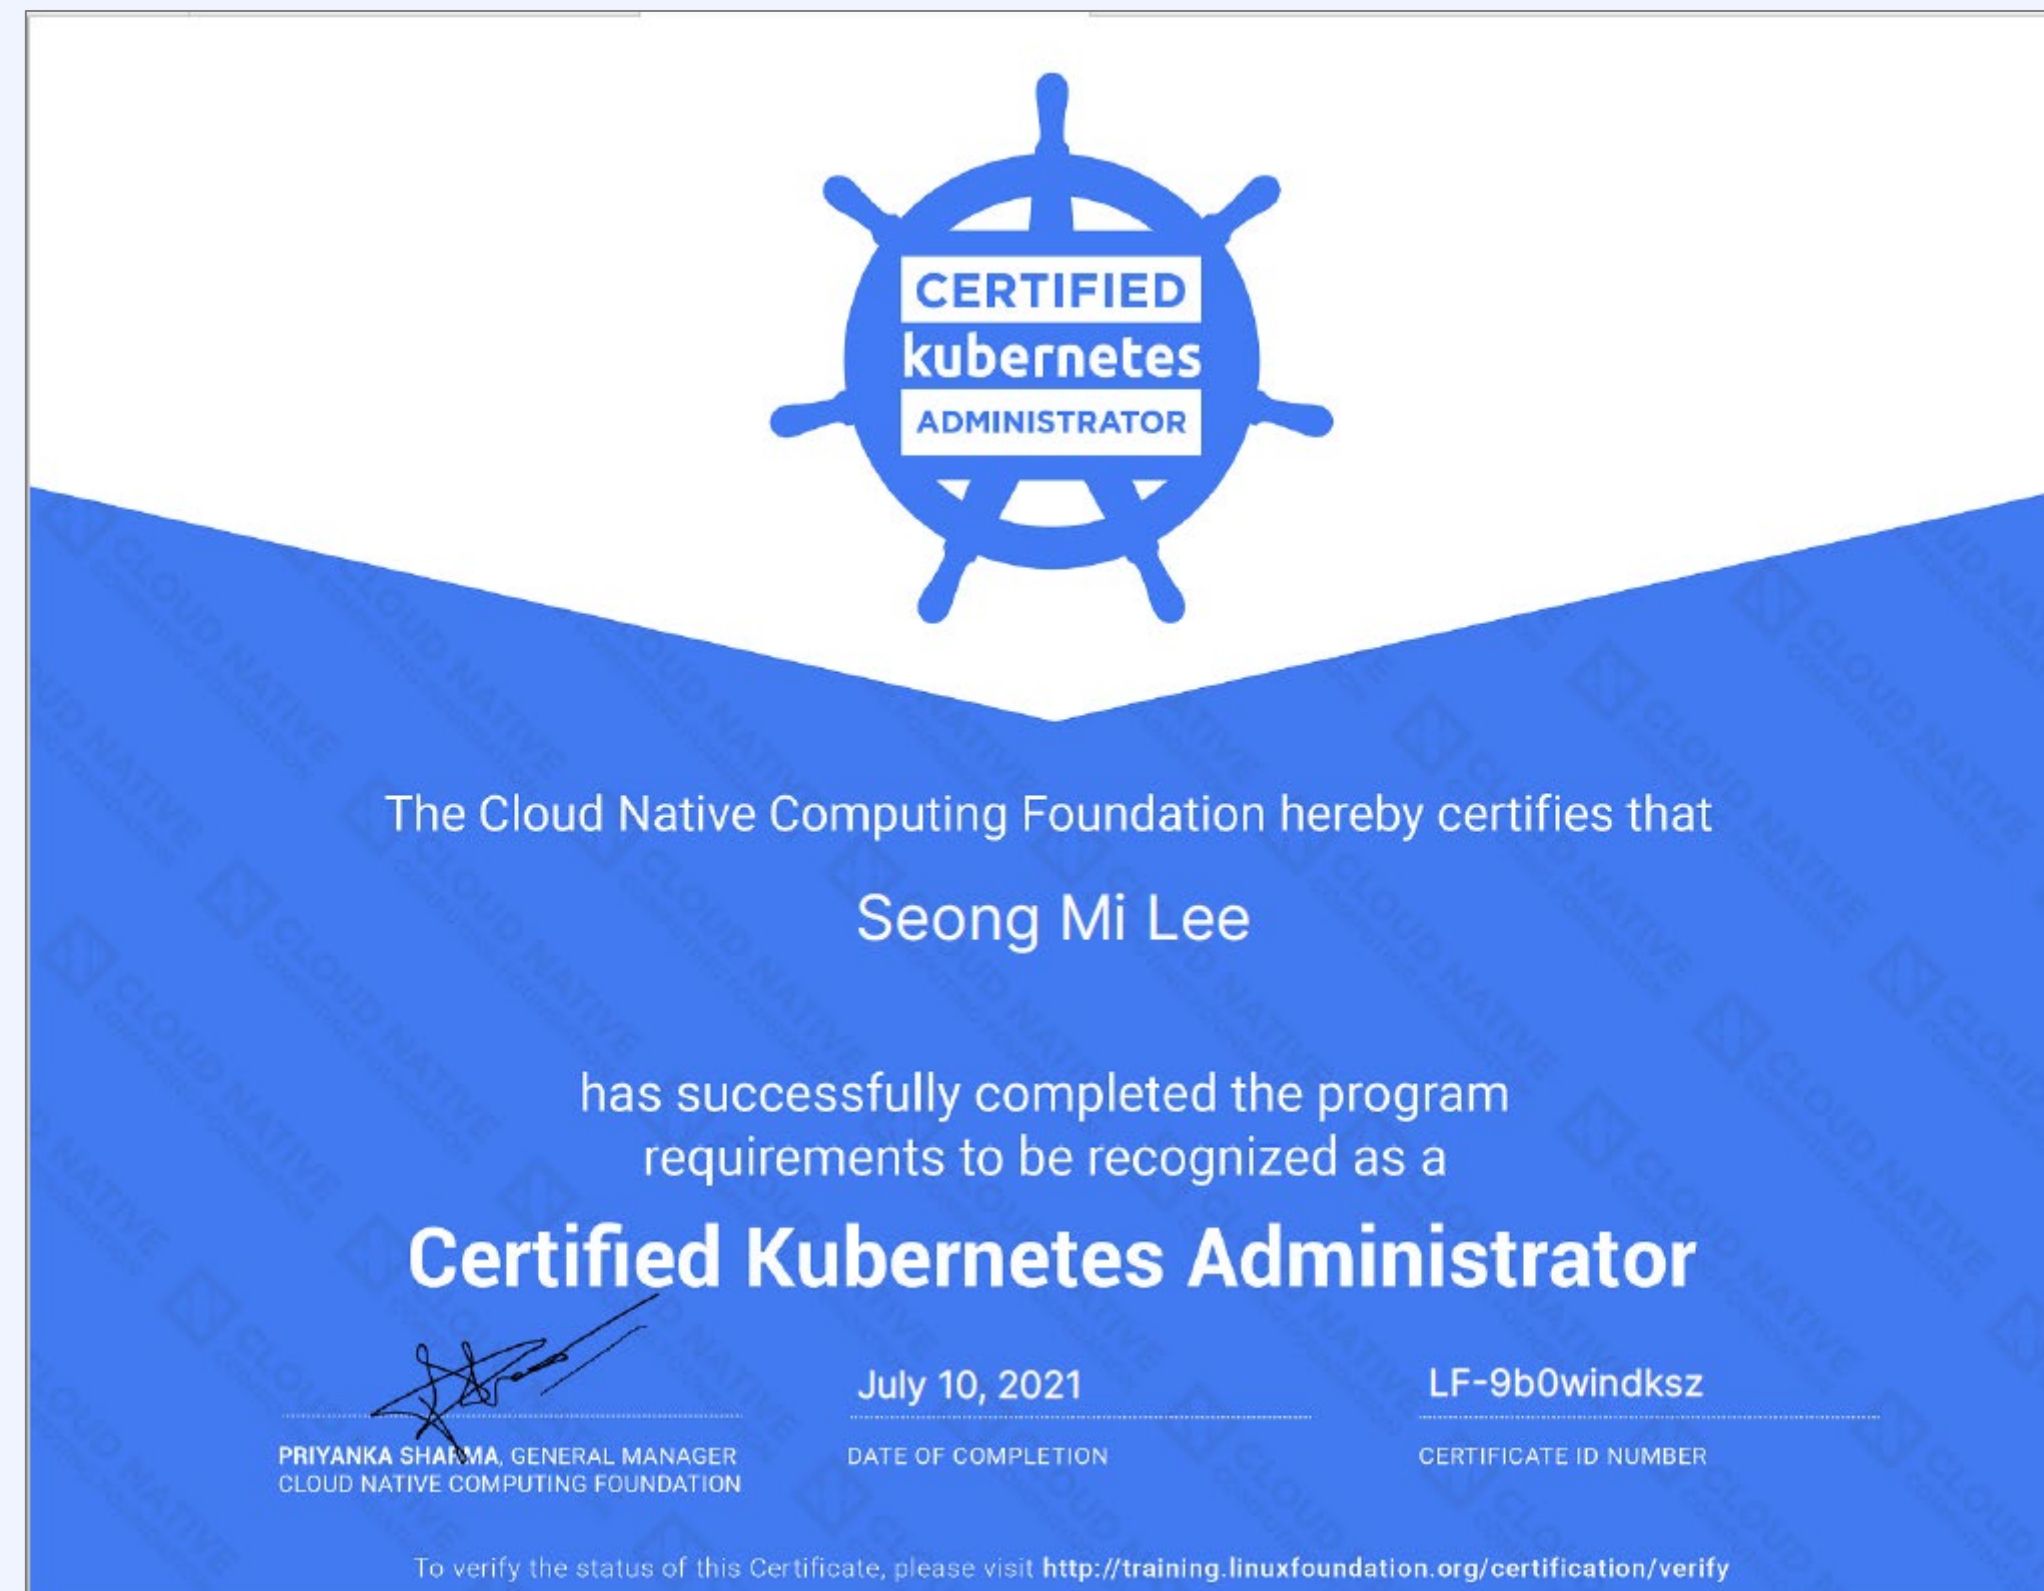 CERTIFIED
kubernetes
ADMINISTRATOR
The Cloud Native Computing Foundation hereby certifies that
Seong Mi Lee
has successfully completed the program
requirements to be recognized as a
Certified Kubernetes Administrator
July 10, 2021
LF-9b0windksz
PRIYANKA SHARMA, GENERAL MANAGER
CLOUD NATIVE COMPUTING FOUNDATION
DATE OF COMPLETION
CERTIFICATE ID NUMBER
To verify the status of this Certificate, please visit http://training.linuxfoundation.org/certification/verify